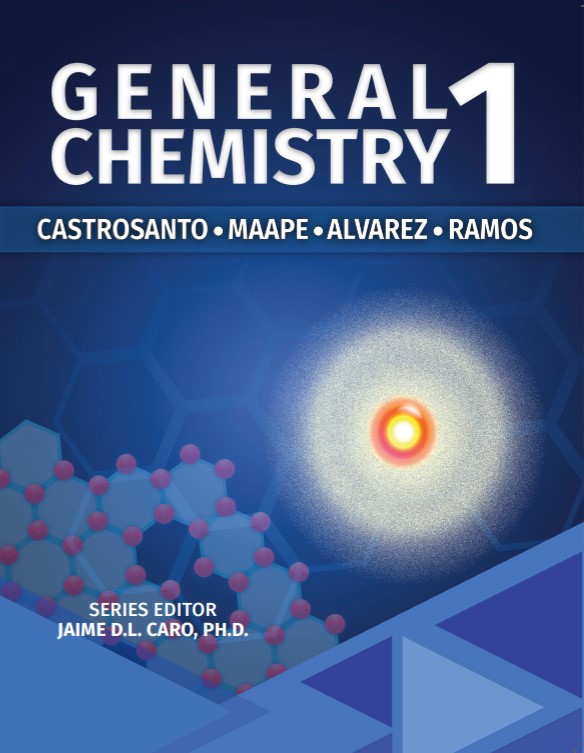 GENERAL 1
CHEMISTRY
CASTROSANTO • MAAPE • ALVAREZ • RAMOS
SERIES EDITOR
JAIME D.L. CARO, PH.D.